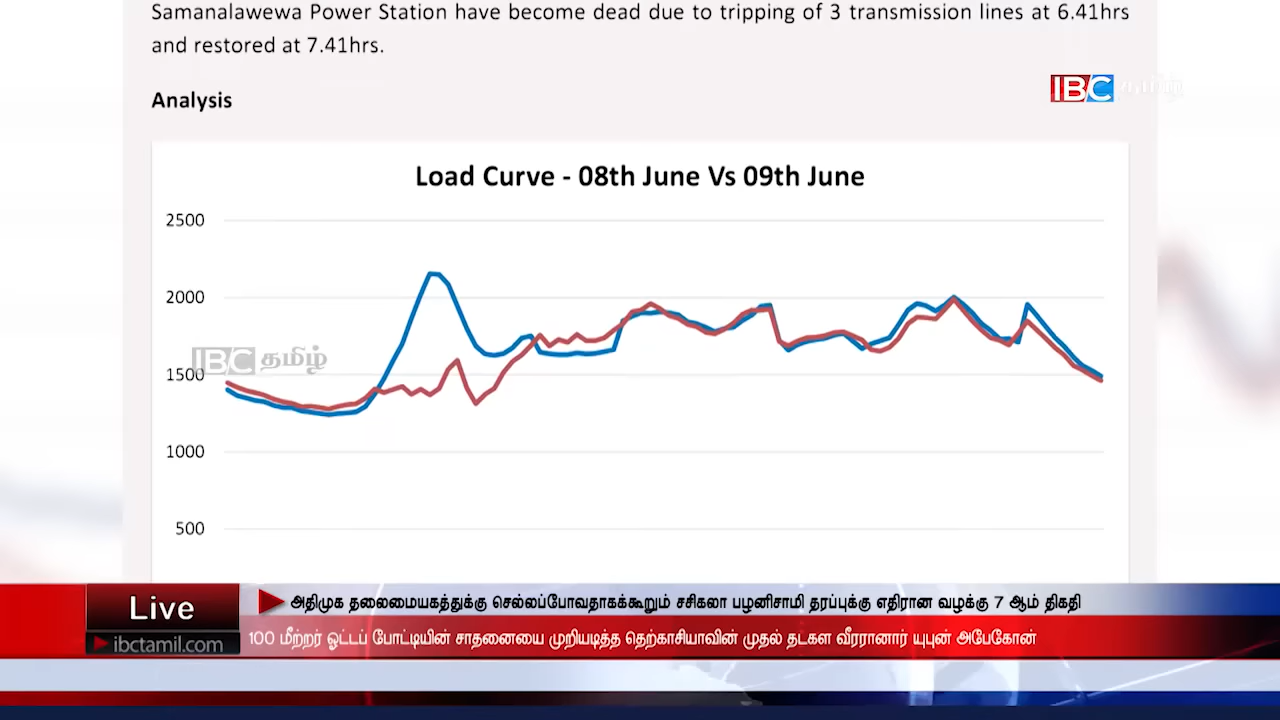 Samanalawewa Power Station have become dead due to tripping of 3 transmission lines at 6.41hrs
and restored at 7.41hrs.
IBC தமிழ்
Analysis
Load Curve - 08th June Vs 09th June
2500
2000
IBC தமிழ்
1500
1000
500
Live
அதிமுக தலைமையகத்துக்கு செல்லப்போவதாகக்கூறும் சசிகலா பழனிசாமி தரப்புக்கு எதிரான வழக்கு 7 ஆம் திகதி
ibctamil.com
100 மீற்றர் ஓட்டப் போட்டியின் சாதனையை முறியடித்த தெற்காசியாவின் முதல் தடகள வீரரானார் யுபுன் அபேகோன்